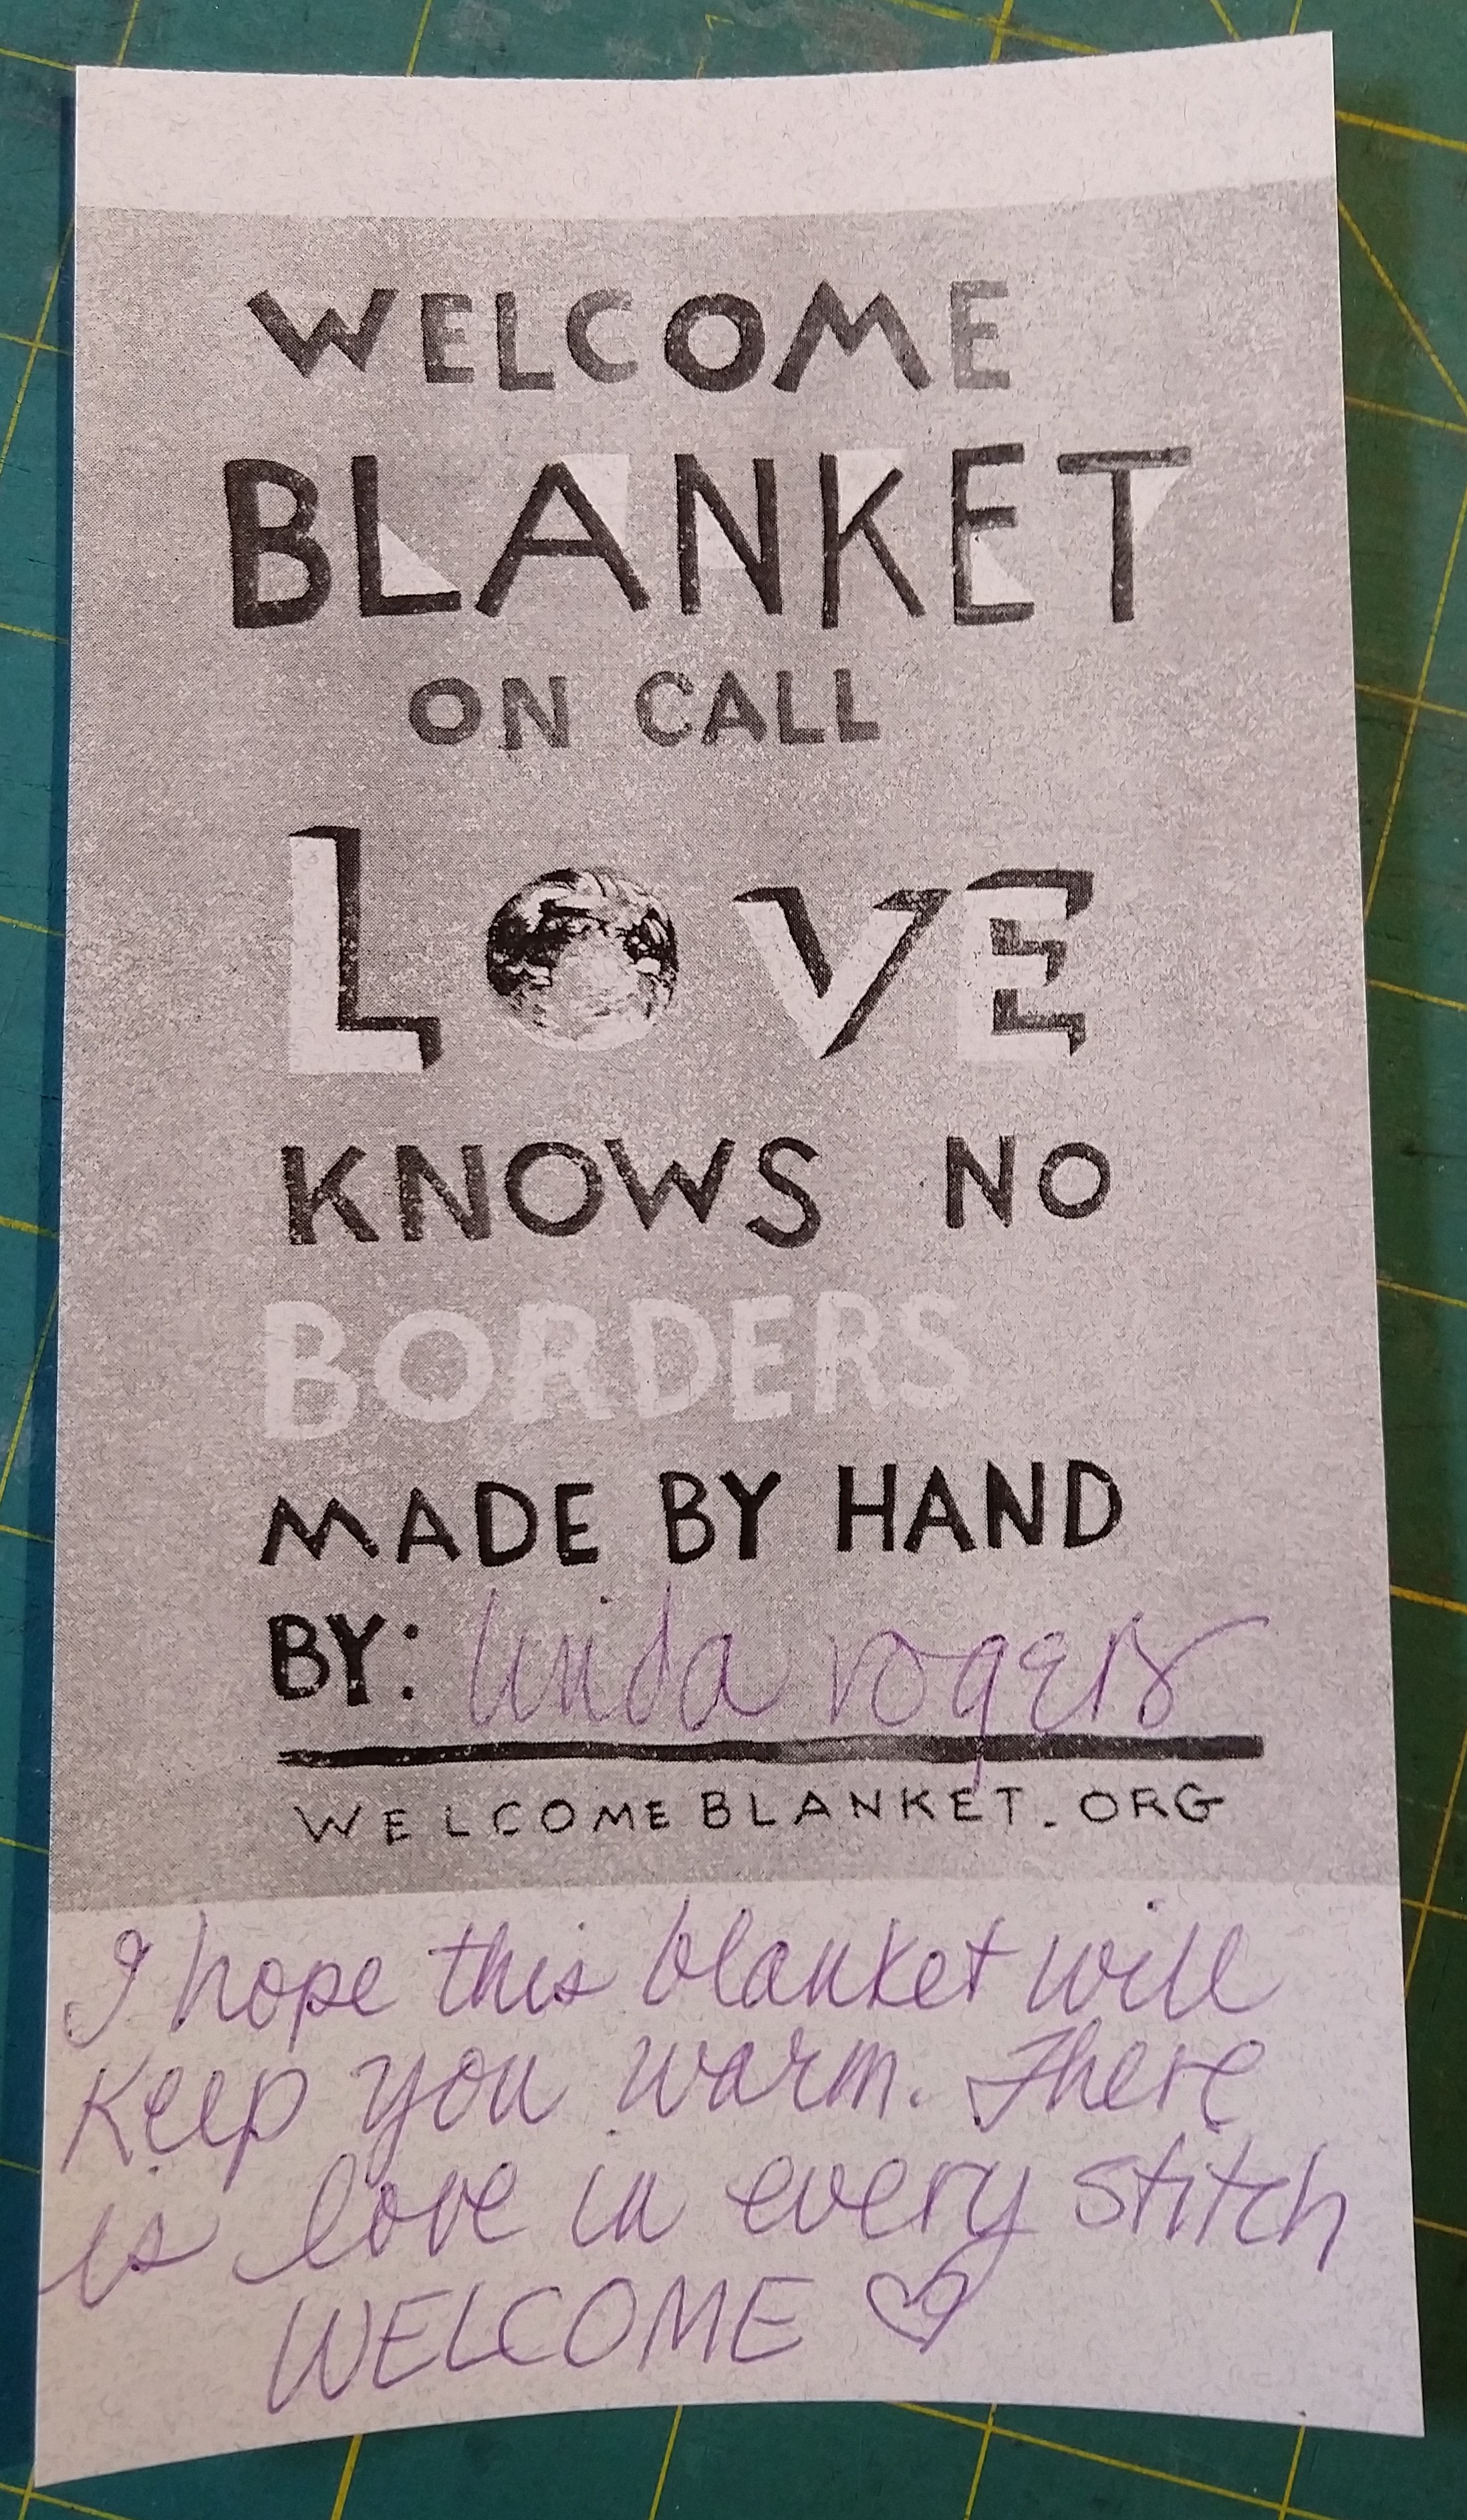 WELCOME
BLANKET
ON CALL
LOVE
KNOWS NO
BORDERS
MADE BY HAND
BY: linda rogers
WELCOMEBLANKET.ORG
I hope this blanket will
keep you warm. There
is love in every stitch
WELCOME ♡